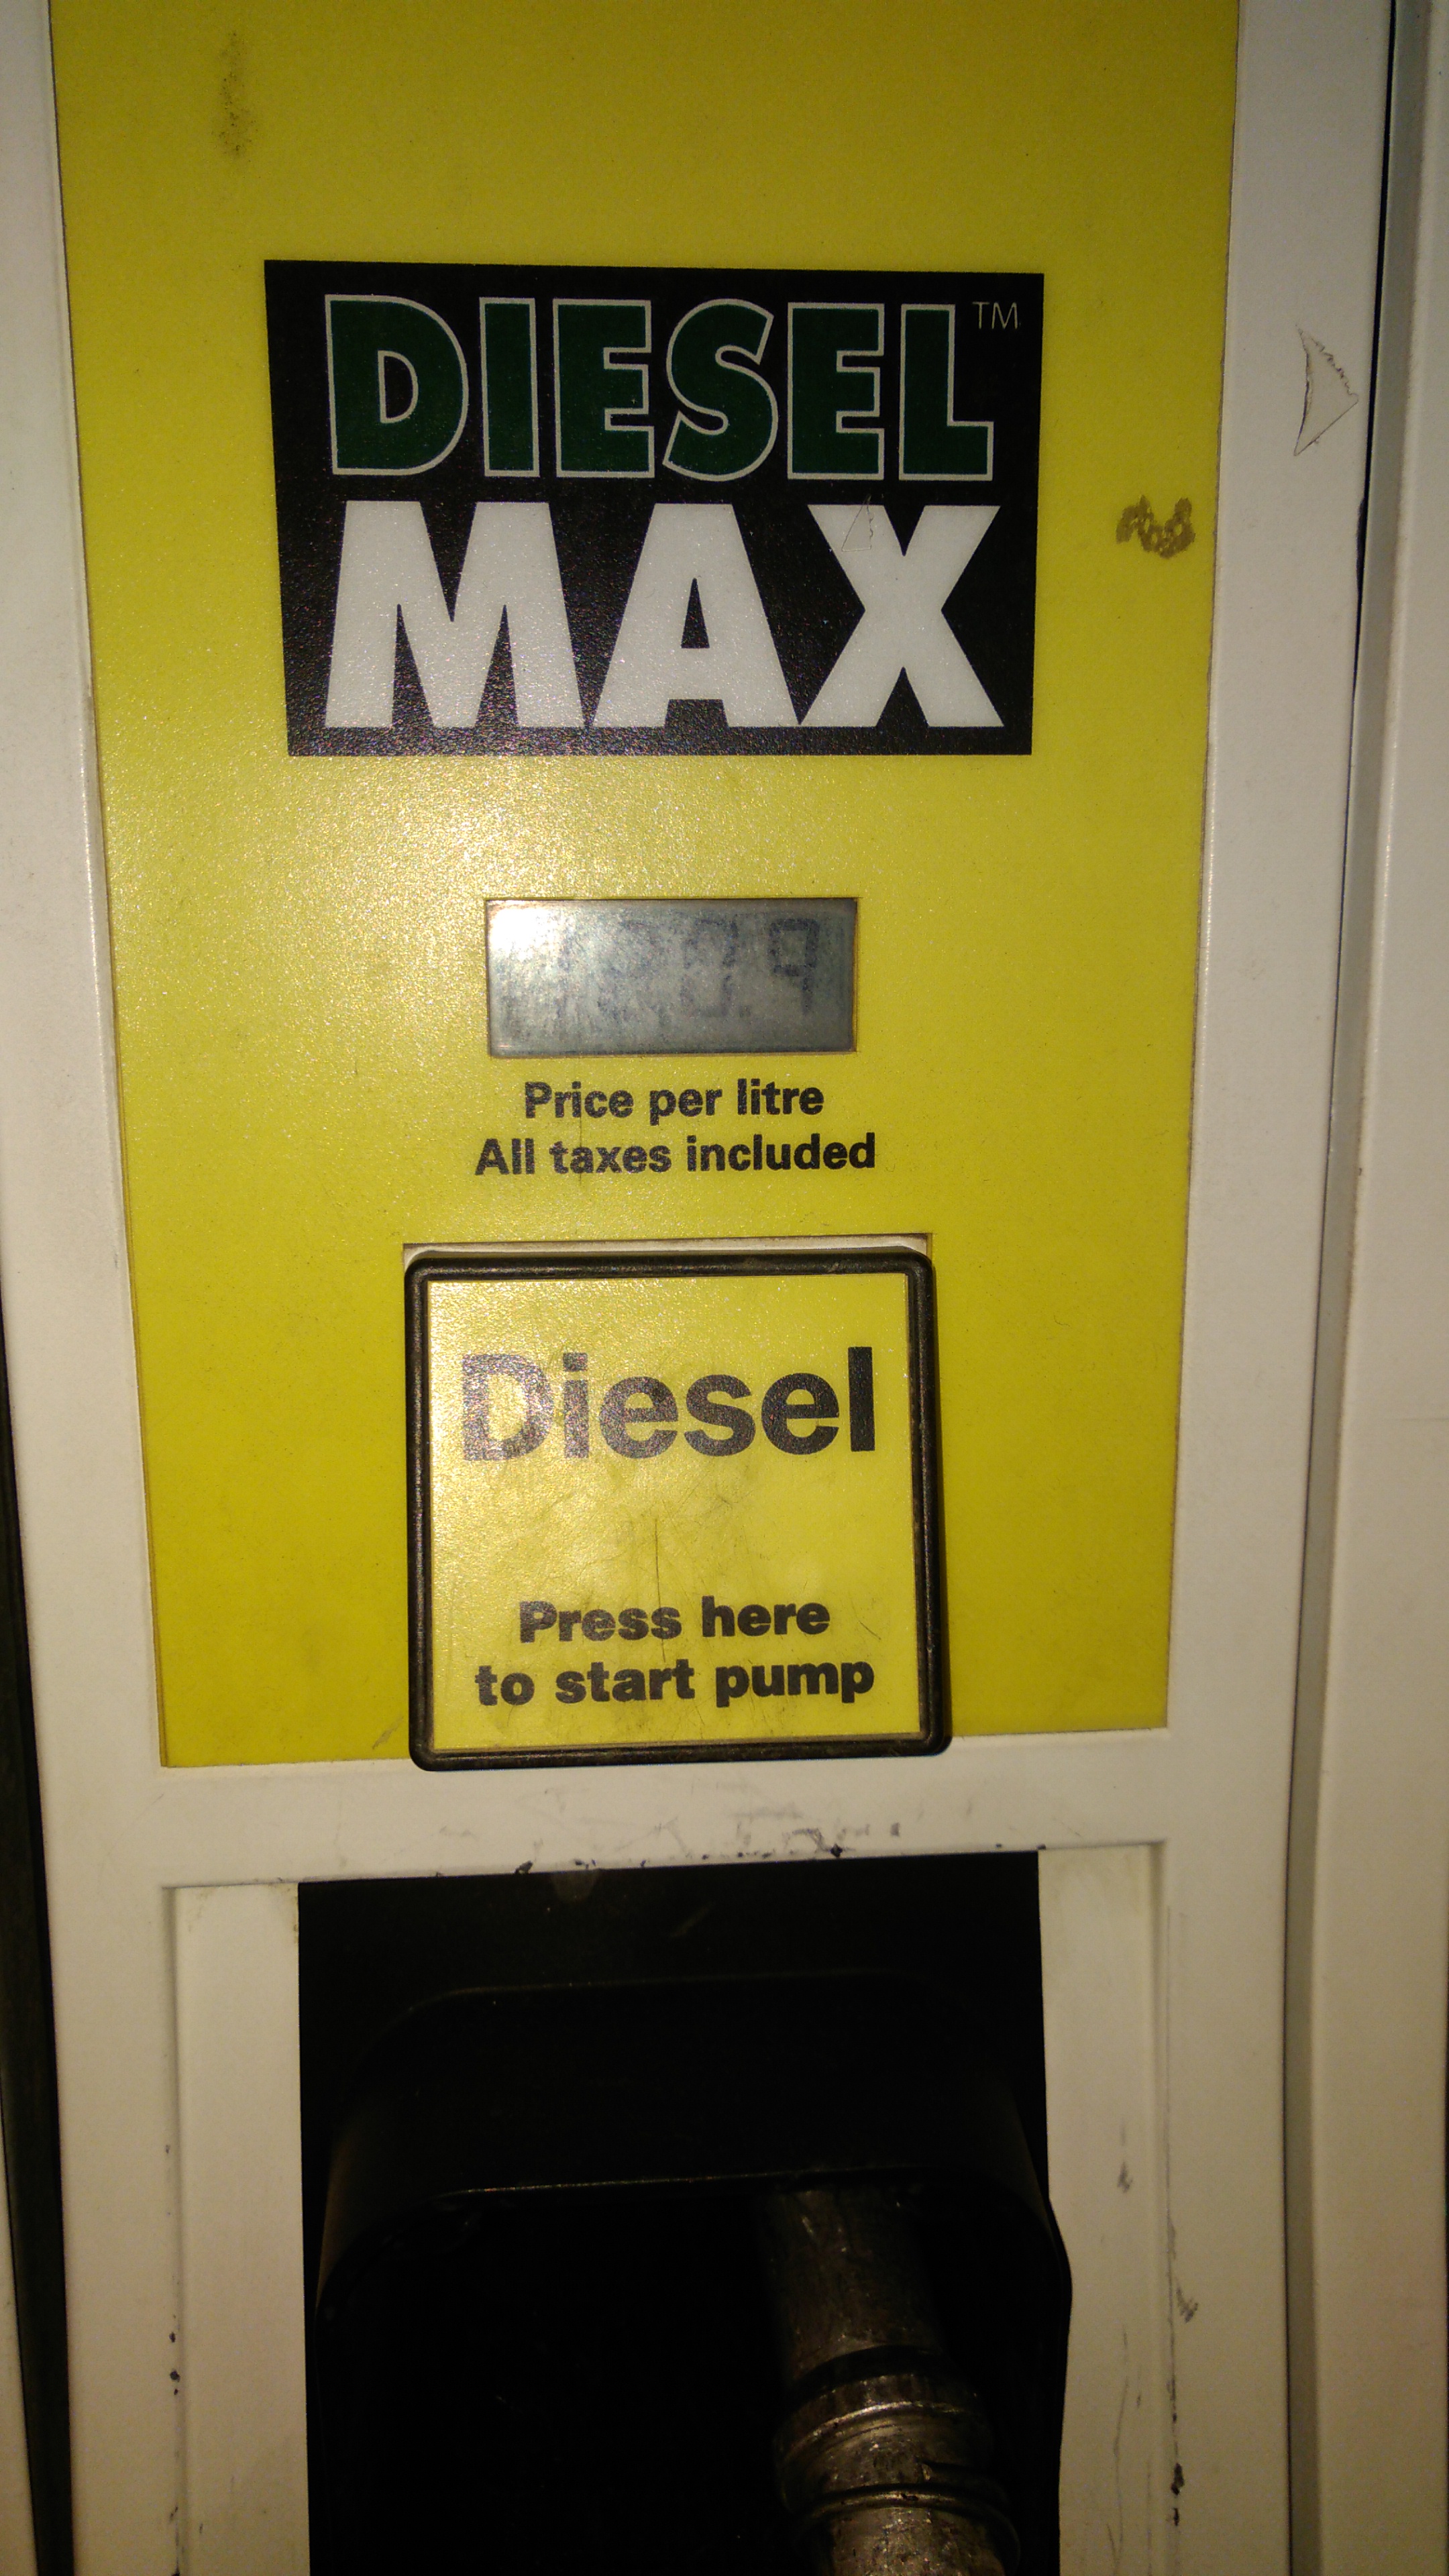 DIESEL™
MAX
Price per litre
All taxes included
Diesel
Press here
to start pump